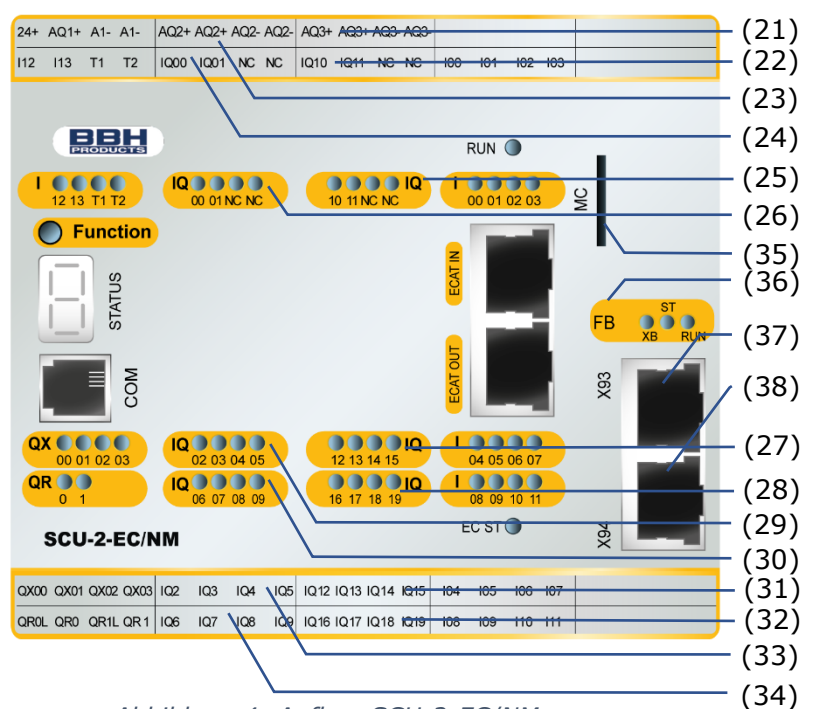 24+ AQ1+ A1- A1- AQ2+ AQ2+ AQ2- AQ2- AQ3+ AQ3+ AQ3- AQ3- (21)
I12 I13 T1 T2 IQ00 IQ01 NC NC IQ10 IQ11 NC NC I00 I01 I02 I03 (22)
(23)
(24)
BBH
PRODUCTS
RUN
(25)
I IQ IQ I
12 13 T1 T2 00 01 NC NC 10 11 NC NC 00 01 02 03
MC
(26)
Function
(35)
ECAT IN
STATUS
(36)
FB ST
XB RUN
(37)
ECAT OUT
COM
X93
(38)
QX IQ IQ I
00 01 02 03 02 03 04 05 12 13 14 15 04 05 06 07
(27)
QR IQ IQ I
0 1 06 07 08 09 16 17 18 19 08 09 10 11
(28)
(29)
EC ST
X94
SCU-2-EC/NM
(30)
QX00 QX01 QX02 QX03 IQ2 IQ3 IQ4 IQ5 IQ12 IQ13 IQ14 IQ15 I04 I05 I06 I07 (31)
QR0L QR0 QR1L QR1 IQ6 IQ7 IQ8 IQ9 IQ16 IQ17 IQ18 IQ19 I08 I09 I10 I11 (32)
(33)
(34)